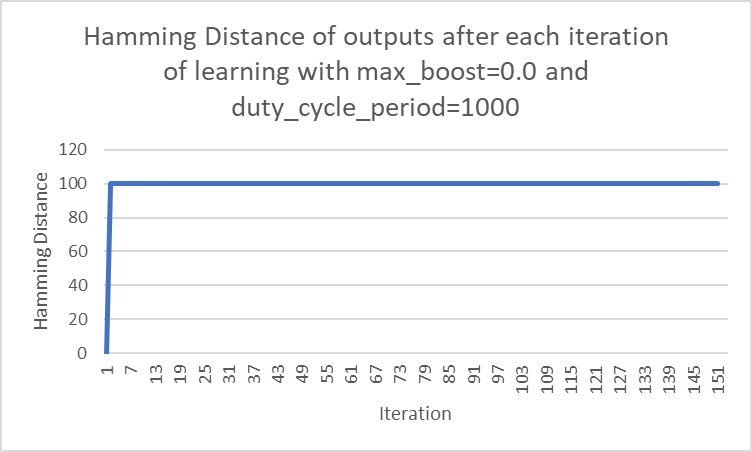 Hamming Distance of outputs after each iteration
of learning with max_boost=0.0 and
duty_cycle_period=1000
120
100
80
60
40
20
0
Hamming Distance
1 7 13 19 25 31 37 43 49 55 61 67 73 79 85 91 97 103 109 115 121 127 133 139 145 151
Iteration